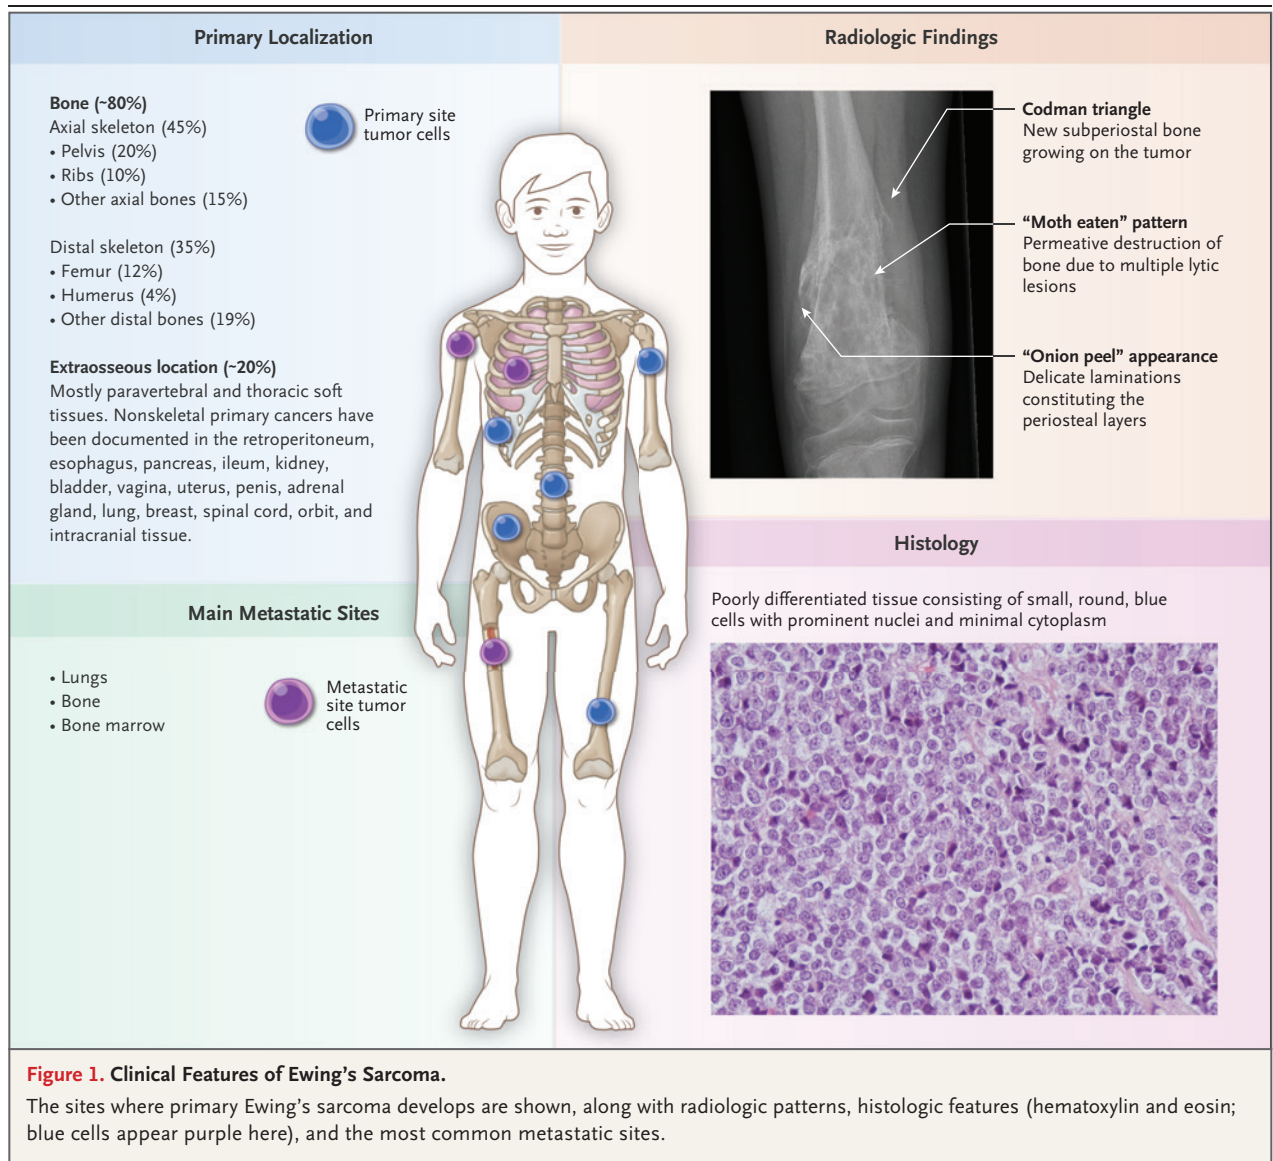 Primary Localization
Bone (~80%)
Axial skeleton (45%)
• Pelvis (20%)
• Ribs (10%)
• Other axial bones (15%)
Distal skeleton (35%)
• Femur (12%)
• Humerus (4%)
• Other distal bones (19%)
Extraosseous location (~20%)
Mostly paravertebral and thoracic soft
tissues. Nonskeletal primary cancers have
been documented in the retroperitoneum,
esophagus, pancreas, ileum, kidney,
bladder, vagina, uterus, penis, adrenal
gland, lung, breast, spinal cord, orbit, and
intracranial tissue.
Primary site
tumor cells
Main Metastatic Sites
• Lungs
• Bone
• Bone marrow
Metastatic
site tumor
cells
Radiologic Findings
Codman triangle
New subperiostal bone
growing on the tumor
“Moth eaten” pattern
Permeative destruction of
bone due to multiple lytic
lesions
“Onion peel” appearance
Delicate laminations
constituting the
periosteal layers
Histology
Poorly differentiated tissue consisting of small, round, blue
cells with prominent nuclei and minimal cytoplasm
Figure 1. Clinical Features of Ewing’s Sarcoma.
The sites where primary Ewing’s sarcoma develops are shown, along with radiologic patterns, histologic features (hematoxylin and eosin;
blue cells appear purple here), and the most common metastatic sites.